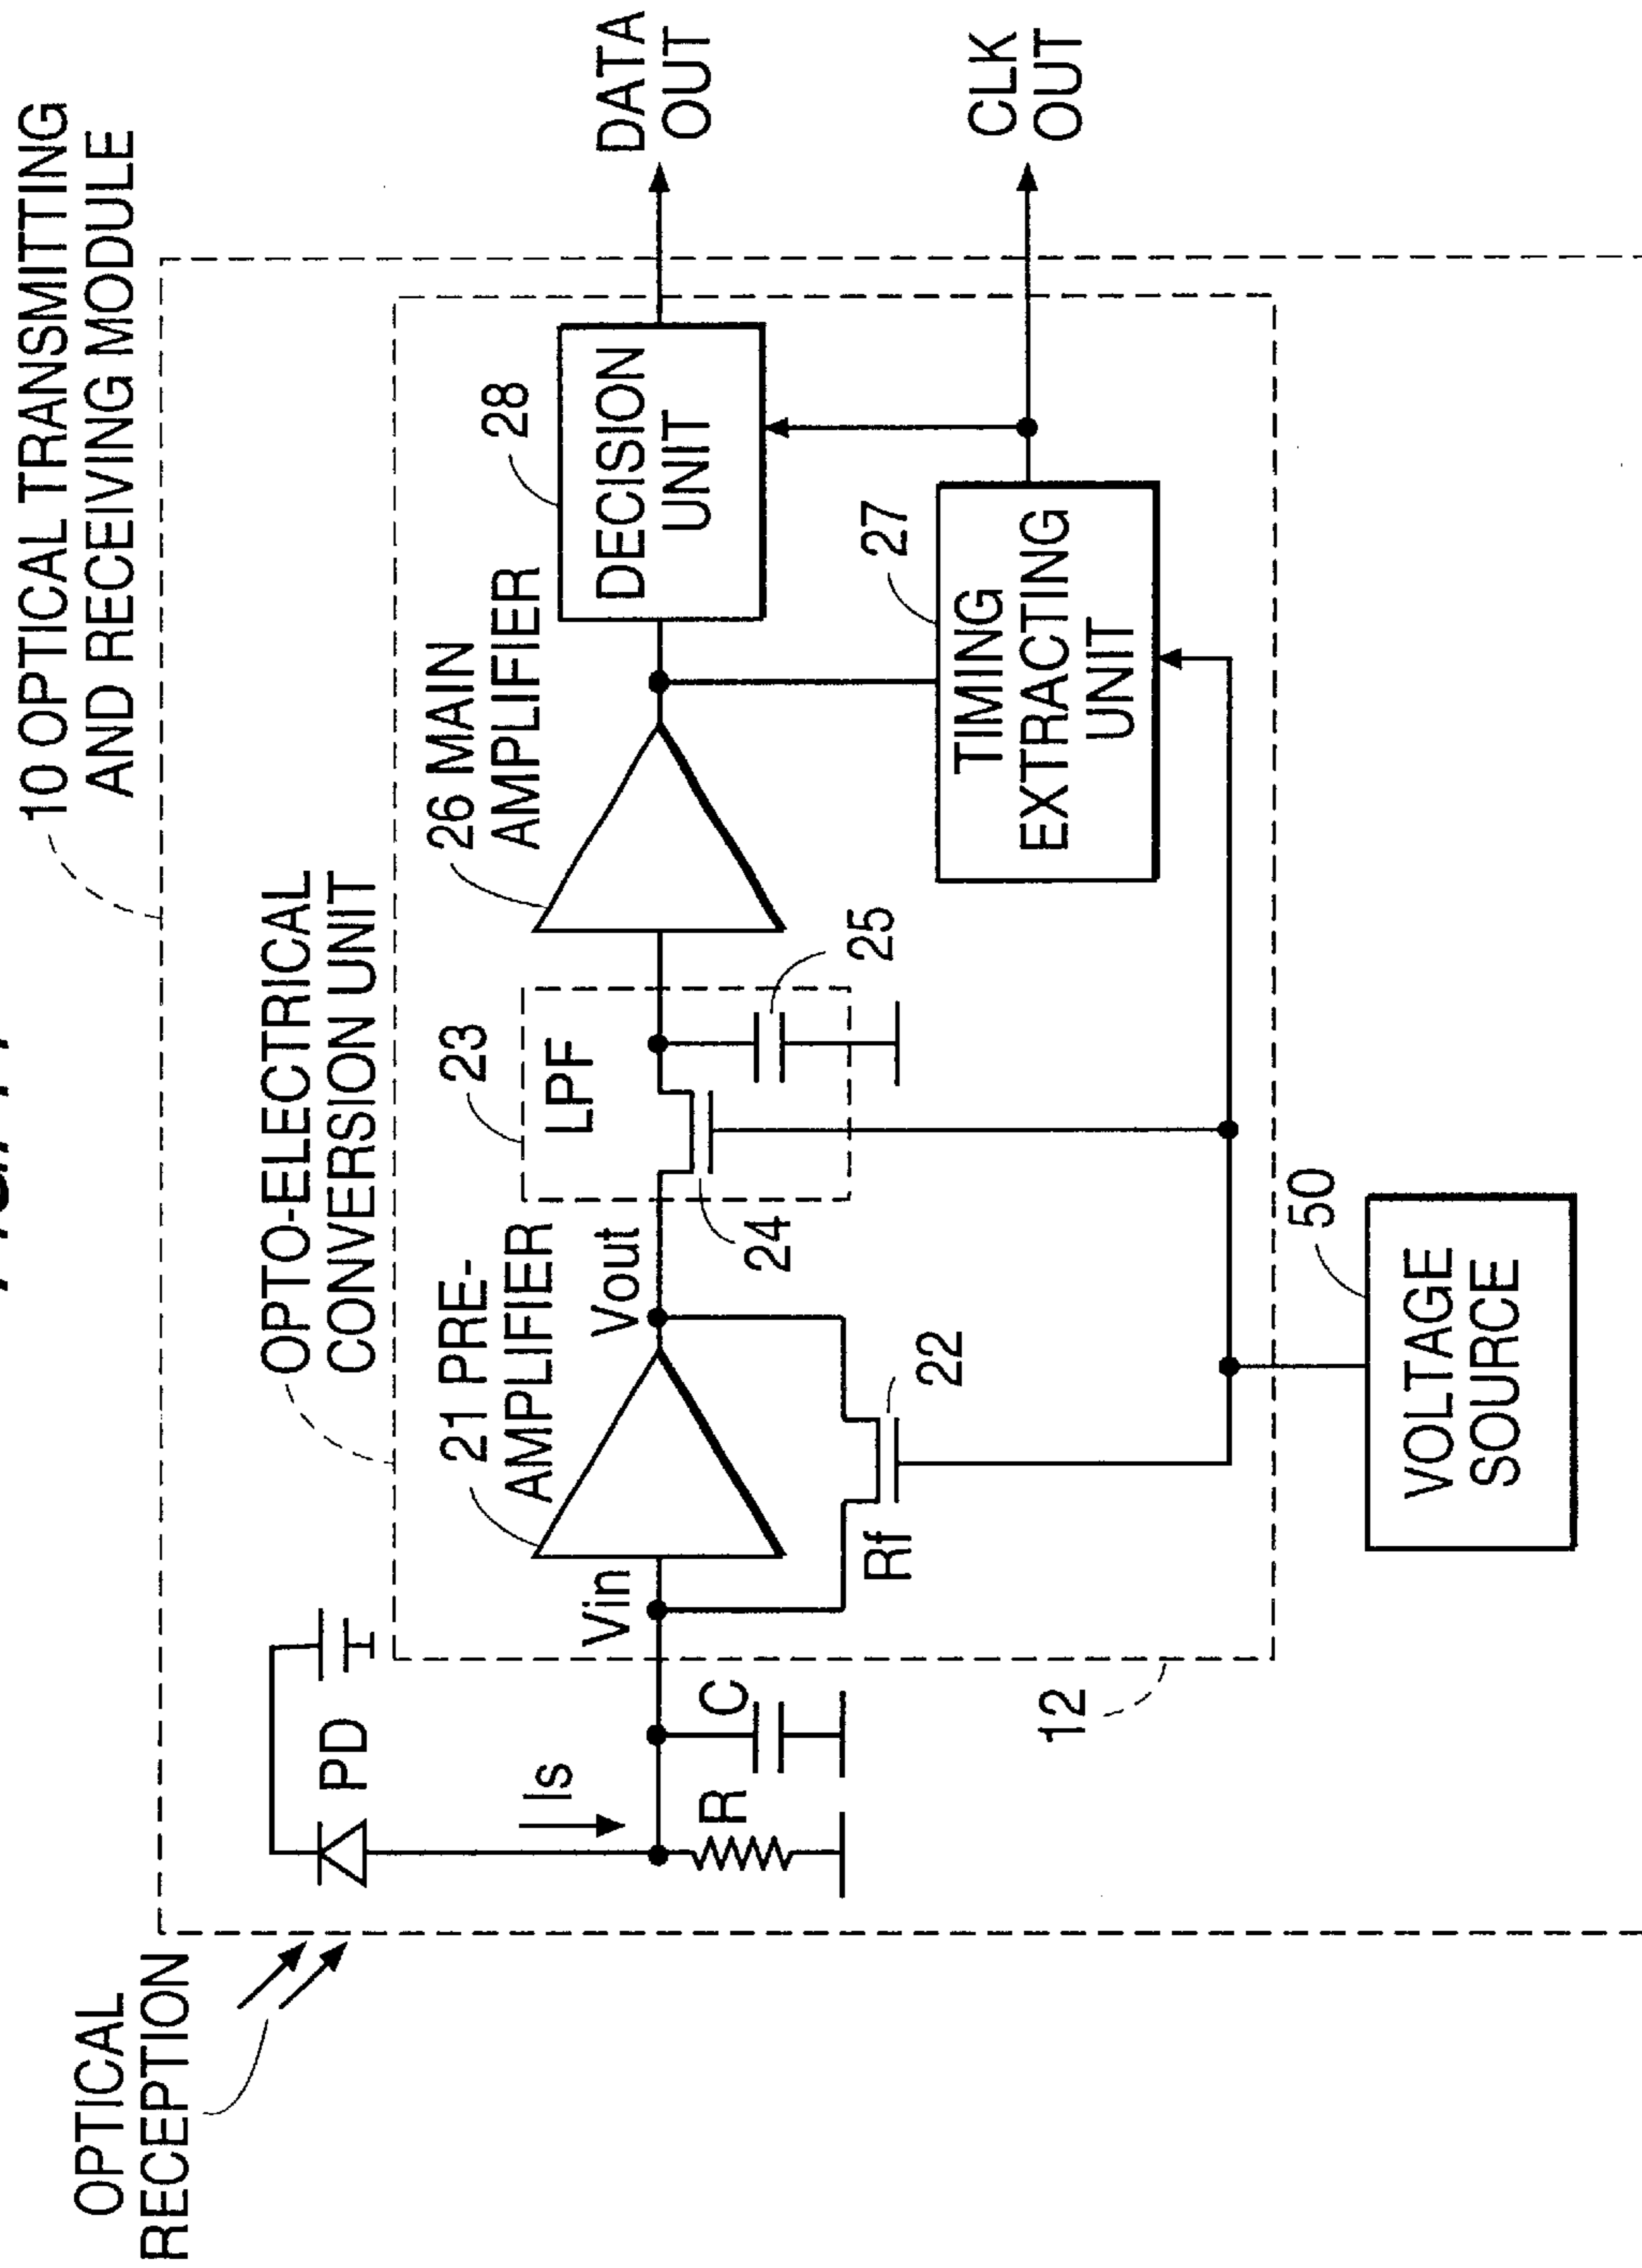 10 OPTICAL TRANSMITTING
AND RECEIVING MODULE
OPTICAL
RECEPTION
PD
Is
R
C
OPTO-ELECTRICAL
CONVERSION UNIT
12
21 PRE-
AMPLIFIER
Vin
Vout
Rf
22
23
LPF
24
25
26 MAIN
AMPLIFIER
28
DECISION
UNIT
27
TIMING
EXTRACTING
UNIT
DATA
OUT
CLK
OUT
50
VOLTAGE
SOURCE